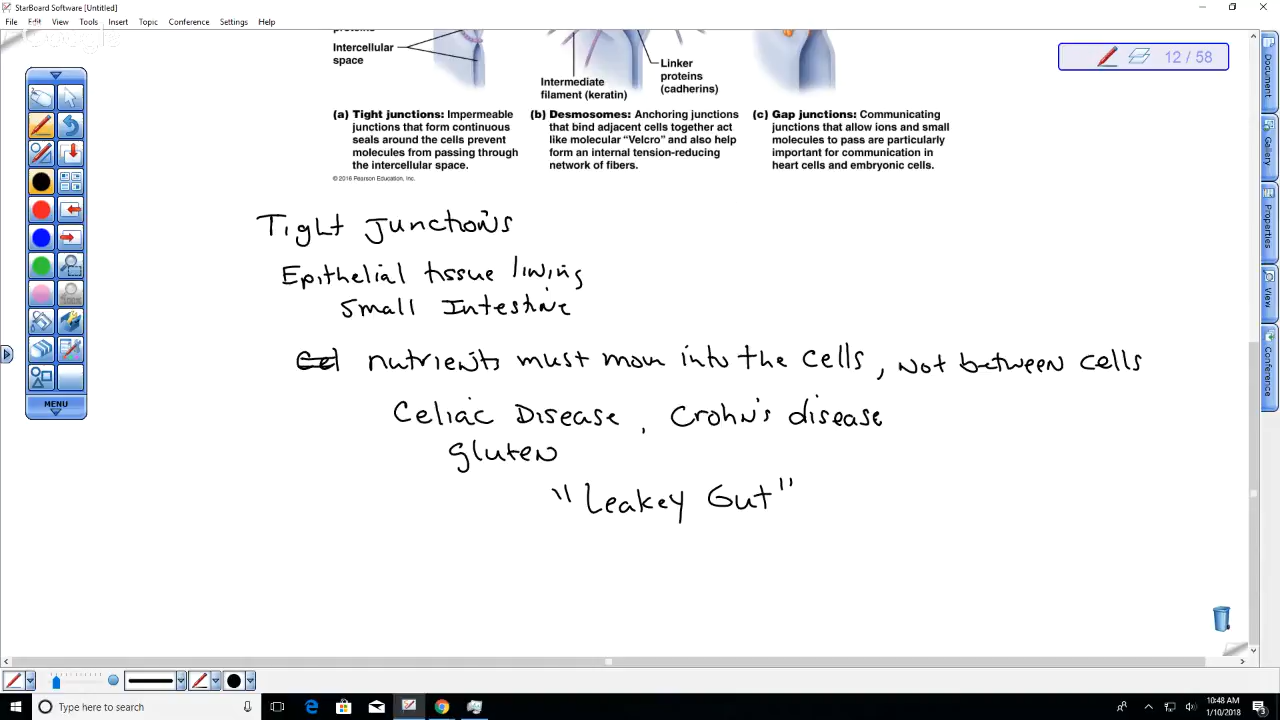 StarBoard Software [Untitled]
File Edit View Tools Insert Topic Conference Settings Help
12 / 58
Document
Gallery
Properties
View
Conference
MENU
proteins
Intercellular
space
Intermediate
filament (keratin)
Linker
proteins
(cadherins)
(a) Tight junctions: Impermeable
junctions that form continuous
seals around the cells prevent
molecules from passing through
the intercellular space.
(b) Desmosomes: Anchoring junctions
that bind adjacent cells together act
like molecular “Velcro” and also help
form an internal tension-reducing
network of fibers.
(c) Gap junctions: Communicating
junctions that allow ions and small
molecules to pass are particularly
important for communication in
heart cells and embryonic cells.
© 2016 Pearson Education, Inc.
Tight Junctions
Epithelial tissue lining
Small Intestine
nutrients must move into the cells, not between cells
Celiac Disease, Crohn's disease
gluten
"Leakey Gut"
Type here to search
10:48 AM
1/10/2018